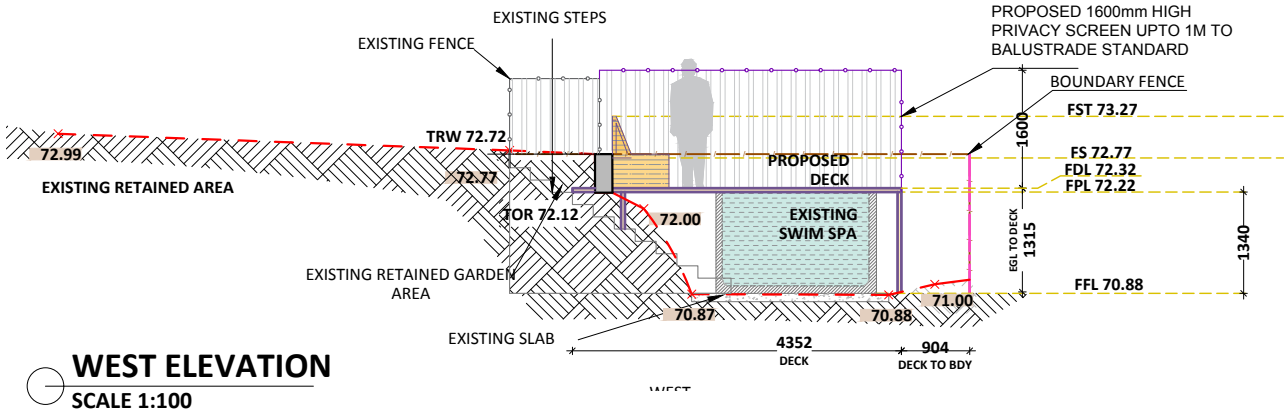 EXISTING STEPS
PROPOSED 1600mm HIGH
PRIVACY SCREEN UPTO 1M TO
BALUSTRADE STANDARD
EXISTING FENCE
BOUNDARY FENCE
FST 73.27
1600
TRW 72.72
72.99
72.77
EXISTING RETAINED AREA
PROPOSED
DECK
FS 72.77
FDL 72.32
FPL 72.22
TOR 72.12
72.00
EXISTING
SWIM SPA
EGL TO DECK
1315
1340
EXISTING RETAINED GARDEN
AREA
FFL 70.88
71.00
70.87
70.88
EXISTING SLAB
4352
DECK
904
DECK TO BDY
WEST ELEVATION
SCALE 1:100